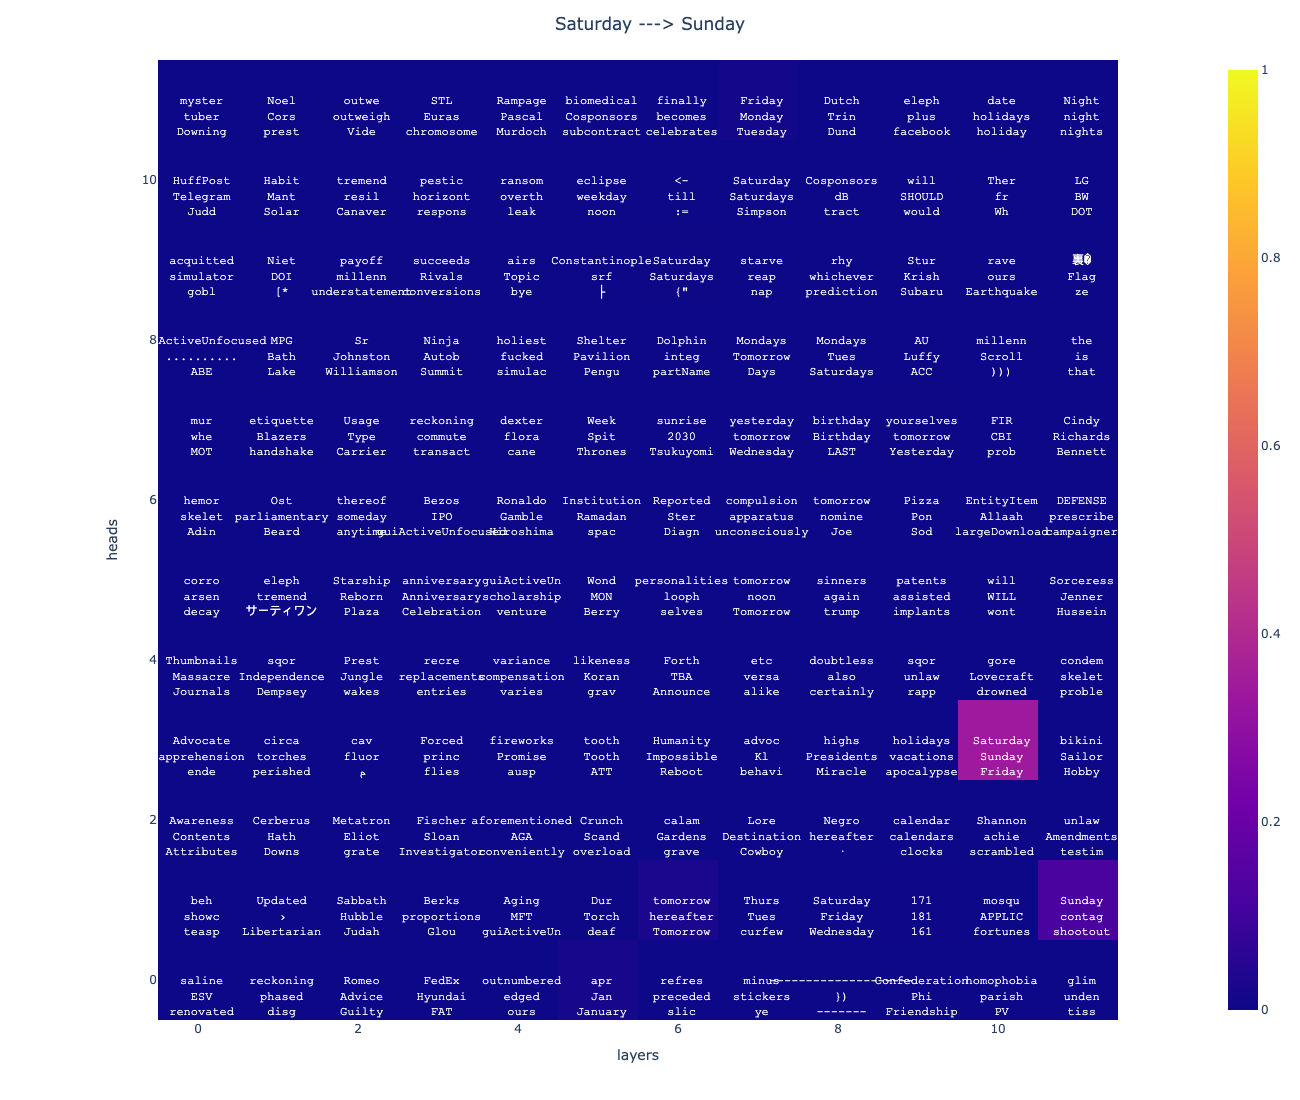 Saturday ---> Sunday
myster Noel outwe STL Rampage biomedical finally Friday Dutch eleph date Night
tuber Cors outweigh Euras Pascal Cosponsors becomes Monday Trin plus holidays night
Downing prest Vide chromosome Murdoch subcontract celebrates Tuesday Dund facebook holiday nights
10 HuffPost Habit tremend pestic ransom eclipse <- Saturday Cosponsors will Ther LG
Telegram Mant resil horizont overth weekday till Saturdays dB SHOULD fr BW
Judd Solar Canaver respons leak noon := Simpson tract would Wh DOT
acquitted Niet payoff succeeds airs Constantinople Saturday starve rhy Stur rave 裏�
simulator DOI millenn Rivals Topic srf Saturdays reap whichever Krish ours Flag
gobl [* understatement conversions bye ├ {" nap prediction Subaru Earthquake ze
8 ActiveUnfocused MPG Sr Ninja holiest Shelter Dolphin Mondays Mondays AU millenn the
.......... Bath Johnston Autob fucked Pavilion integ Tomorrow Tues Luffy Scroll is
ABE Lake Williamson Summit simulac Pengu partName Days Saturdays ACC ))) that
mur etiquette Usage reckoning dexter Week sunrise yesterday birthday yourselves FIR Cindy
whe Blazers Type commute flora Spit 2030 tomorrow Birthday tomorrow CBI Richards
MOT handshake Carrier transact cane Thrones Tsukuyomi Wednesday LAST Yesterday prob Bennett
6 hemor Ost thereof Bezos Ronaldo Institution Reported compulsion tomorrow Pizza EntityItem DEFENSE
skelet parliamentary someday IPO Gamble Ramadan Ster apparatus nomine Pon Allaah prescribe
Adin Beard anytime guiActiveUnfocused Hiroshima spac Diagn unconsciously Joe Sod largeDownload campaigner
corro eleph Starship anniversary guiActiveUn Wond personalities tomorrow sinners patents will Sorceress
arsen tremend Reborn Anniversary scholarship MON looph noon again assisted WILL Jenner
decay サーティワン Plaza Celebration venture Berry selves Tomorrow trump implants wont Hussein
4 Thumbnails sqor Prest recre variance likeness Forth etc doubtless sqor gore condem
Massacre Independence Jungle replacements compensation Koran TBA versa also unlaw Lovecraft skelet
Journals Dempsey wakes entries varies grav Announce alike certainly rapp drowned proble
Advocate circa cav Forced fireworks tooth Humanity advoc highs holidays Saturday bikini
apprehension torches fluor princ Promise Tooth Impossible Kl Presidents vacations Sunday Sailor
ende perished م flies ausp ATT Reboot behavi Miracle apocalypse Friday Hobby
2 Awareness Cerberus Metatron Fischer aforementioned Crunch calam Lore Negro calendar Shannon unlaw
Contents Hath Eliot Sloan AGA Scand Gardens Destination hereafter calendars achie Amendments
Attributes Downs grate Investigator conveniently overload grave Cowboy · clocks scrambled testim
beh Updated Sabbath Berks Aging Dur tomorrow Thurs Saturday 171 mosqu Sunday
showc › Hubble proportions MFT Torch hereafter Tues Friday 181 APPLIC contag
teasp Libertarian Judah Glou guiActiveUn deaf Tomorrow curfew Wednesday 161 fortunes shootout
0 saline reckoning Romeo FedEx outnumbered apr refres minus -------------------- Confederation homophobia glim
ESV phased Advice Hyundai edged Jan preceded stickers )) Phi parish unden
renovated disg Guilty FAT ours January slic ye ------- Friendship PV tiss
0 2 4 6 8 10
layers
heads
1
0.8
0.6
0.4
0.2
0